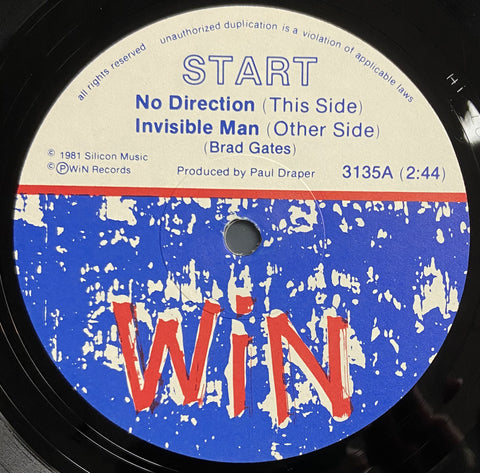 all rights reserved unauthorized duplication is a violation of applicable laws
START
No Direction (This Side)
Invisible Man (Other Side)
(Brad Gates)
© 1981 Silicon Music
©℗WiN Records
Produced by Paul Draper
3135A (2:44)
WiN